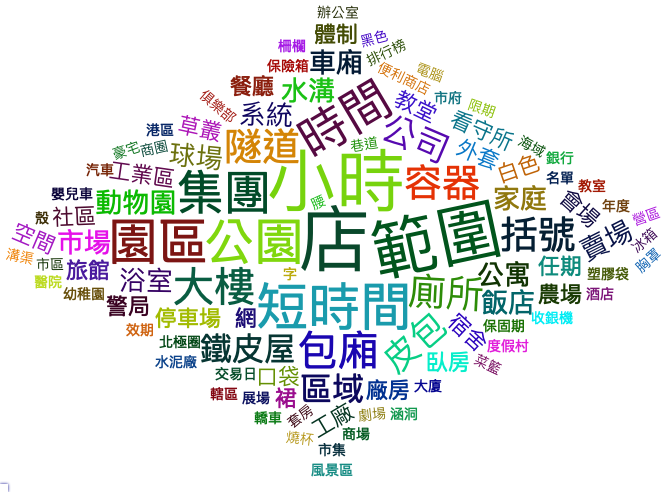 辦公室
體制
黑色
柵欄
排行榜
車廂
保險箱
電腦
餐廳
便利商店
水溝
時間
俱樂部
教堂
市府
限期
系統
公司
看守所
港區
草叢
隧道
巷道
海域
豪宅
商圈
球場
外套
銀行
小時
白色
汽車
工業區
容器
名單
教室
集團
嬰兒車
動物園
家庭
會場
年度
腰
殼
社區
店
範圍
括號
賣場
營區
空間
市場
園區
公園
冰箱
溝渠
市區
旅館
胸罩
字
公寓
任期
塑膠袋
醫院
浴室
大樓
廁所
幼稚園
飯店
農場
酒店
警局
短時間
停車場
網
收銀機
效期
皮包
宿舍
保固期
北極圈
鐵皮屋
包廂
度假村
水泥廠
臥房
菜籃
交易日
口袋
區域
廠房
大廈
轄區
展場
裙
套房
轎車
工廠
劇場
涵洞
燒杯
商場
市集
風景區